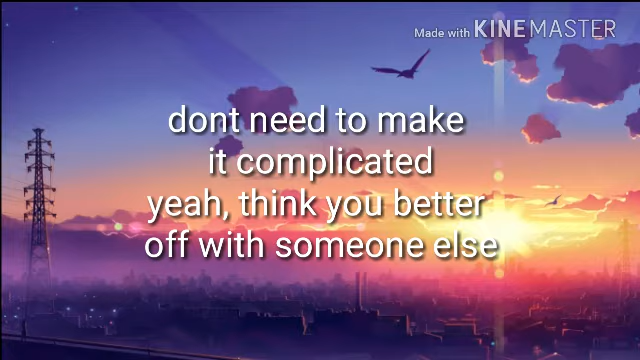 Made with KINEMASTER
dont need to make
it complicated
yeah, think you better
off with someone else